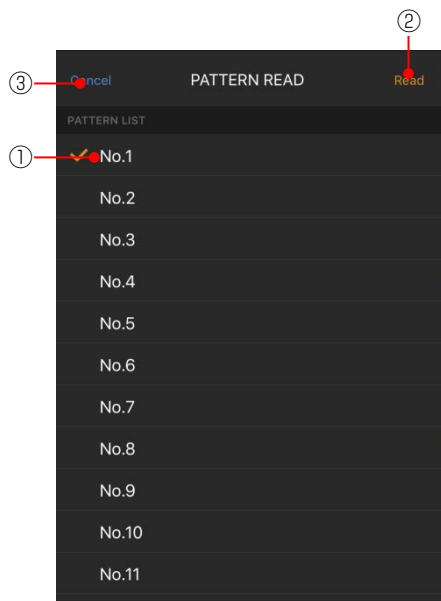 ②
③ Cancel PATTERN READ Read
PATTERN LIST
① No.1
No.2
No.3
No.4
No.5
No.6
No.7
No.8
No.9
No.10
No.11